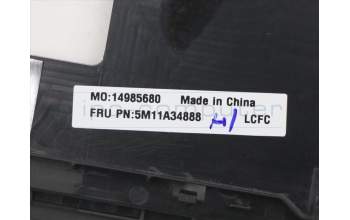 MO:14985680 Made in China
FRU PN:5M11A34888 H1 LCFC